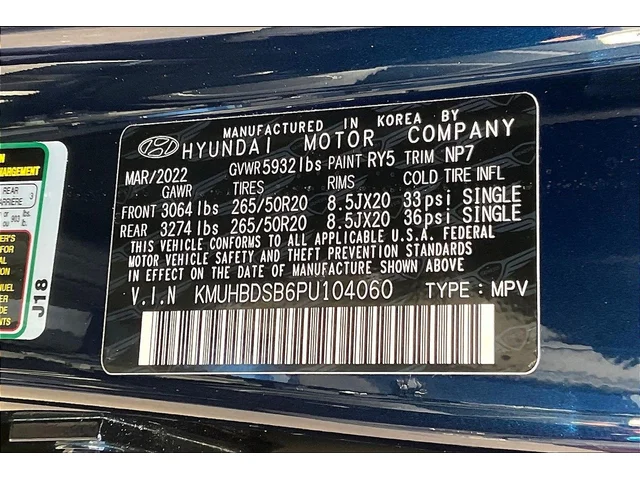 MANUFACTURED IN KOREA BY
HYUNDAI MOTOR COMPANY
MAR/2022 GVWR 5932 lbs PAINT RY5 TRIM NP7
GAWR TIRES RIMS COLD TIRE INFL
FRONT 3064 lbs 265/50R20 8.5JX20 33psi SINGLE
REAR 3274 lbs 265/50R20 8.5JX20 36psi SINGLE
THIS VEHICLE CONFORMS TO ALL APPLICABLE U.S.A. FEDERAL
MOTOR VEHICLE SAFETY AND THEFT PREVENTION STANDARDS
IN EFFECT ON THE DATE OF MANUFACTURE SHOWN ABOVE.
V.I.N KMUHBDSB6PU104060 TYPE : MPV
REAR
J18